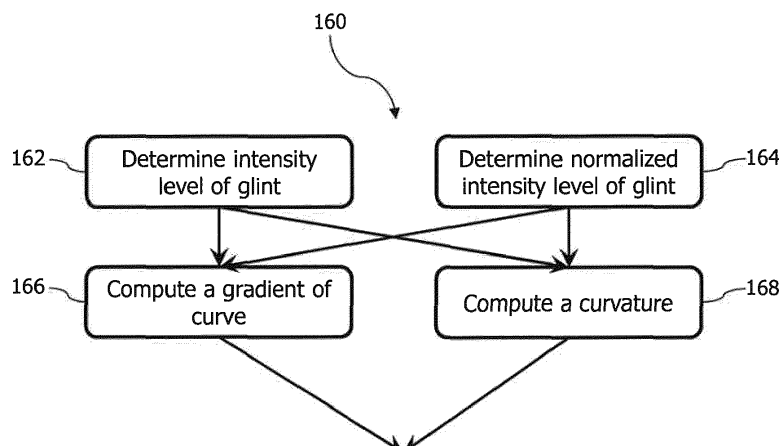 160
162
Determine intensity
level of glint
Determine normalized
intensity level of glint
164
166
Compute a gradient of
curve
Compute a curvature
168